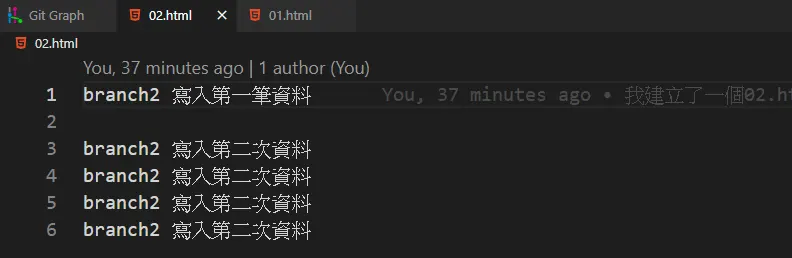 Git Graph 02.html 01.html
02.html
You, 37 minutes ago | 1 author (You)
1 branch2 寫入第一筆資料 You, 37 minutes ago • 我建立了一個02.ht
2
3 branch2 寫入第二次資料
4 branch2 寫入第二次資料
5 branch2 寫入第二次資料
6 branch2 寫入第二次資料